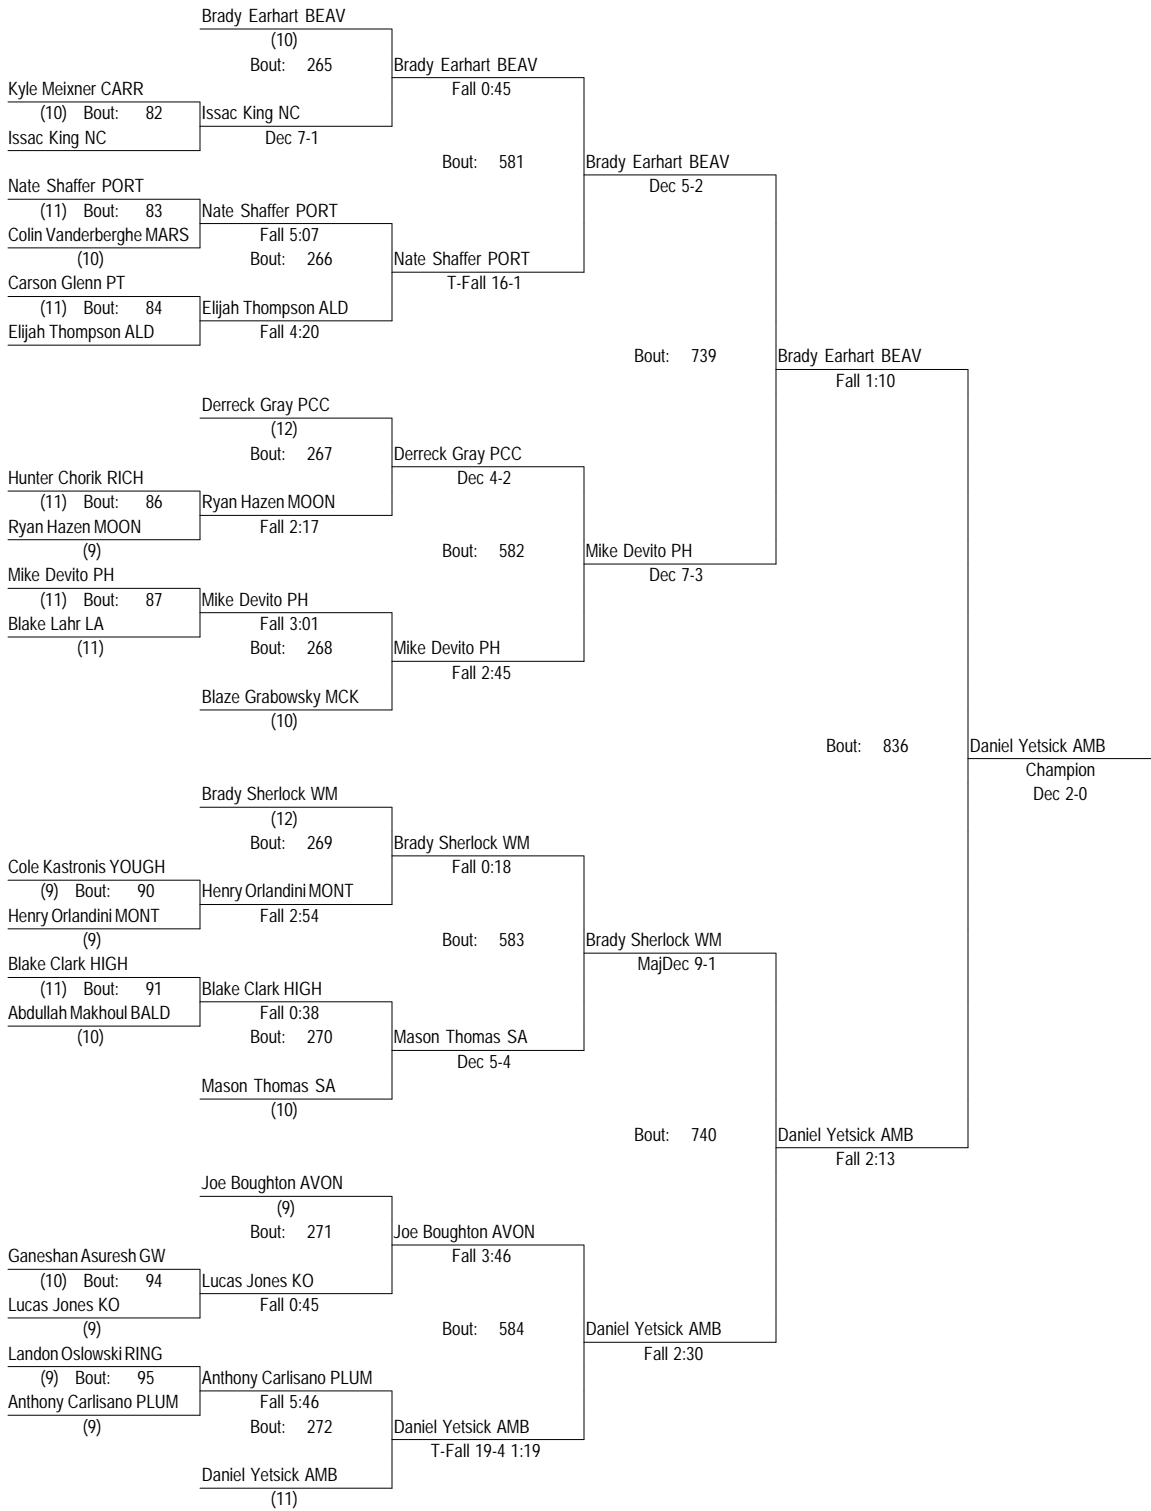 Brady Earhart BEAV
(10)
Bout: 265
Brady Earhart BEAV
Fall 0:45
Kyle Meixner CARR
(10) Bout: 82
Issac King NC
Issac King NC
Dec 7-1
Bout: 581
Brady Earhart BEAV
Dec 5-2
Nate Shaffer PORT
(11) Bout: 83
Nate Shaffer PORT
Colin Vanderberghe MARS
Fall 5:07
(10)
Bout: 266
Nate Shaffer PORT
T-Fall 16-1
Carson Glenn PT
(11) Bout: 84
Elijah Thompson ALD
Elijah Thompson ALD
Fall 4:20
Bout: 739
Brady Earhart BEAV
Fall 1:10
Derreck Gray PCC
(12)
Bout: 267
Derreck Gray PCC
Dec 4-2
Hunter Chorik RICH
(11) Bout: 86
Ryan Hazen MOON
Ryan Hazen MOON
Fall 2:17
(9)
Bout: 582
Mike Devito PH
Dec 7-3
Mike Devito PH
(11) Bout: 87
Mike Devito PH
Blake Lahr LA
Fall 3:01
(11)
Bout: 268
Mike Devito PH
Fall 2:45
Blaze Grabowsky MCK
(10)
Bout: 836
Daniel Yetsick AMB
Champion
Dec 2-0
Brady Sherlock WM
(12)
Bout: 269
Brady Sherlock WM
Fall 0:18
Cole Kastronis YOUGH
(9) Bout: 90
Henry Orlandini MONT
Henry Orlandini MONT
Fall 2:54
(9)
Bout: 583
Brady Sherlock WM
MajDec 9-1
Blake Clark HIGH
(11) Bout: 91
Blake Clark HIGH
Abdullah Makhoul BALD
Fall 0:38
(10)
Bout: 270
Mason Thomas SA
Dec 5-4
Mason Thomas SA
(10)
Bout: 740
Daniel Yetsick AMB
Fall 2:13
Joe Boughton AVON
(9)
Bout: 271
Joe Boughton AVON
Fall 3:46
Ganeshan Asuresh GW
(10) Bout: 94
Lucas Jones KO
Lucas Jones KO
Fall 0:45
(9)
Bout: 584
Daniel Yetsick AMB
Fall 2:30
Landon Oslowski RING
(9) Bout: 95
Anthony Carlisano PLUM
Anthony Carlisano PLUM
Fall 5:46
(9)
Bout: 272
Daniel Yetsick AMB
T-Fall 19-4 1:19
Daniel Yetsick AMB
(11)